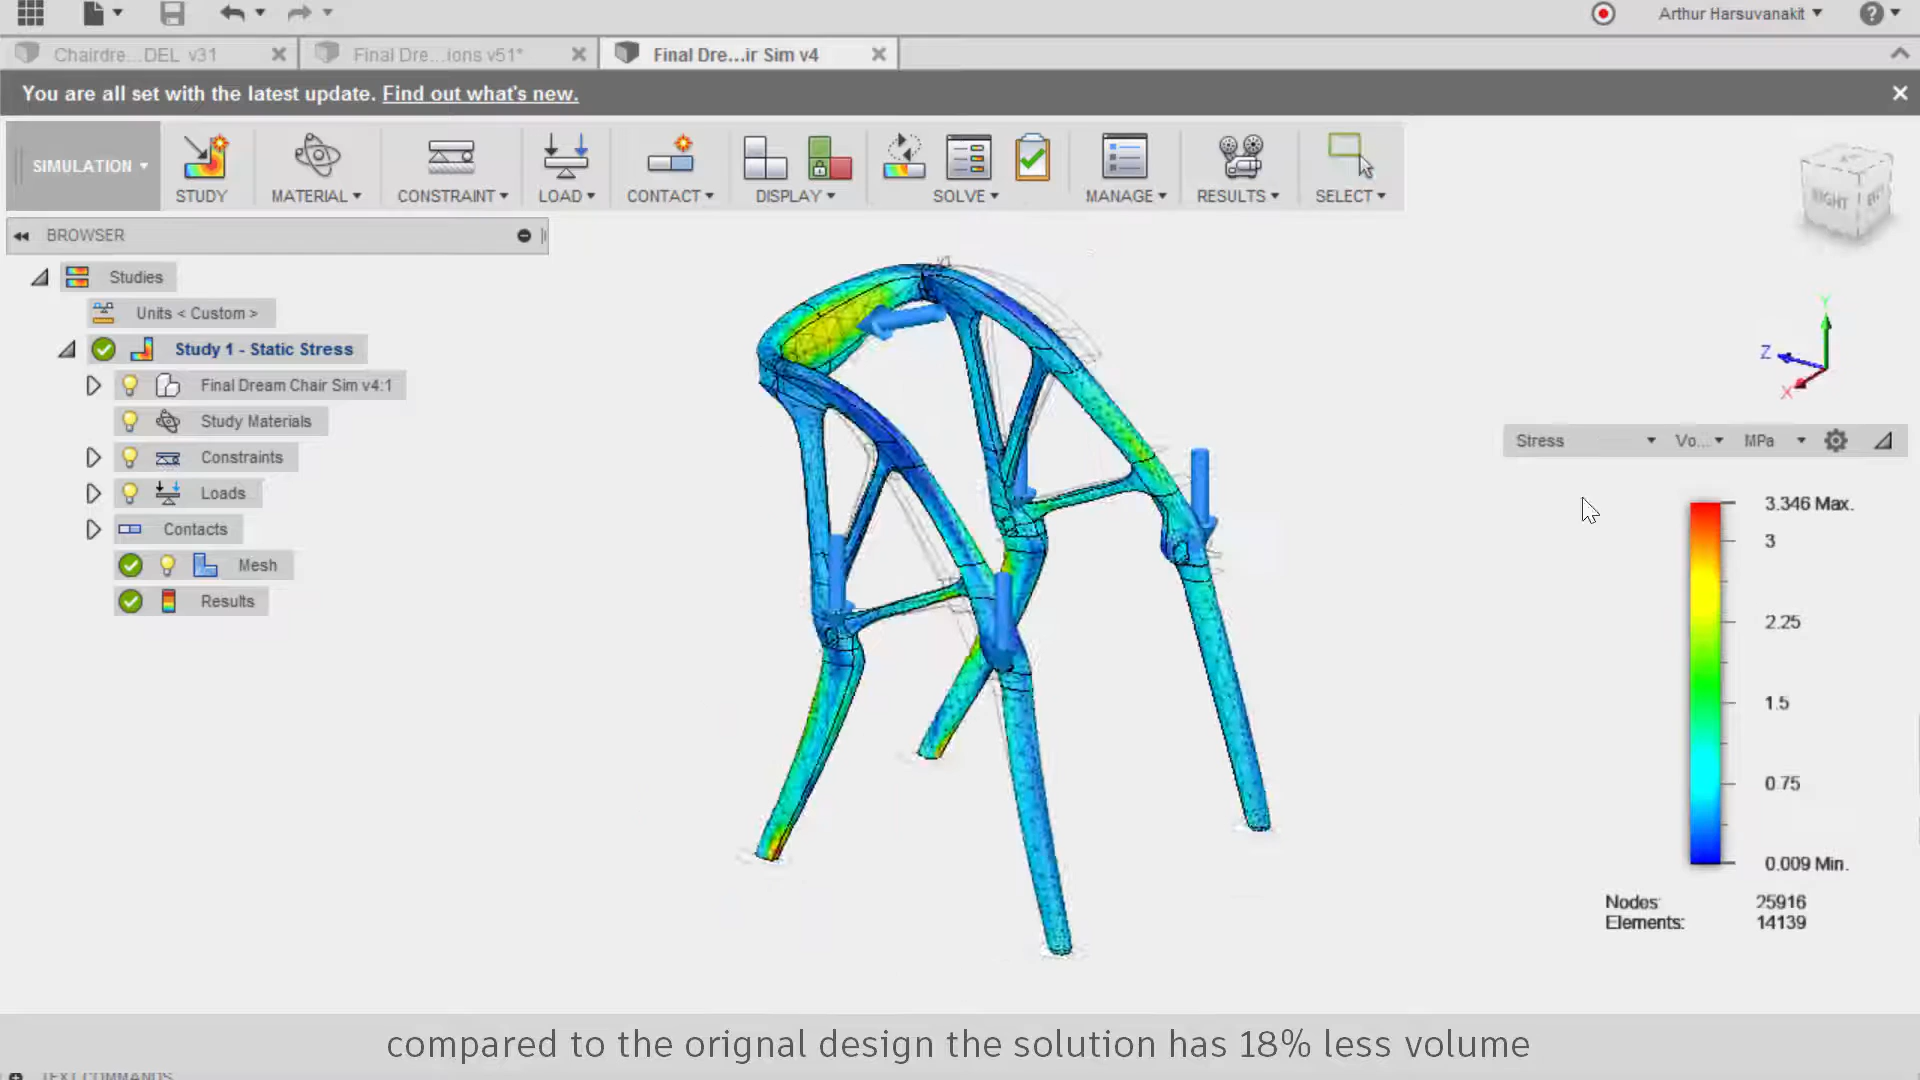 Arthur Harsuvanakit
Chairdre...DEL v31
Final Dre...ions v51*
Final Dre...ir Sim v4
You are all set with the latest update. Find out what's new.
SIMULATION
STUDY
MATERIAL
CONSTRAINT
LOAD
CONTACT
DISPLAY
SOLVE
MANAGE
RESULTS
SELECT
RIGHT
BROWSER
Studies
Units < Custom >
Study 1 - Static Stress
Final Dream Chair Sim v4:1
Study Materials
Constraints
Loads
Contacts
Mesh
Results
Y
Z
X
Stress
Vo...
MPa
3.346 Max.
3
2.25
1.5
0.75
0.009 Min.
Nodes: 25916
Elements: 14139
compared to the orignal design the solution has 18% less volume
TEXT COMMANDS